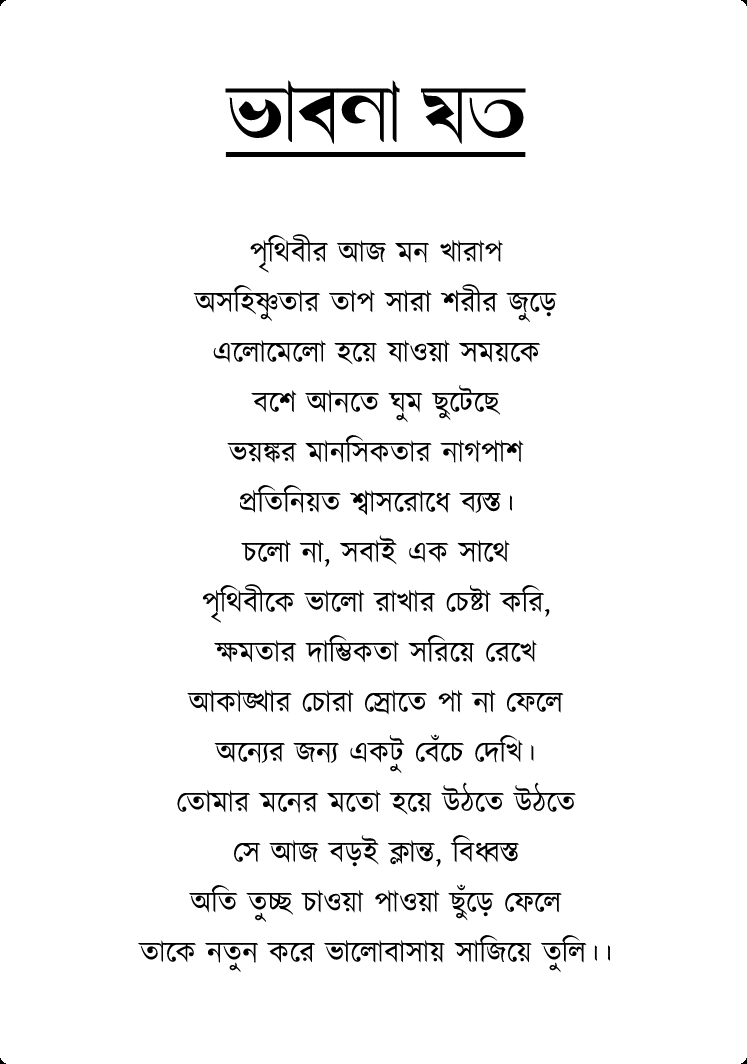 ভাবনা যত
পৃথিবীর আজ মন খারাপ
অসহিষ্ণুতার তাপ সারা শরীর জুড়ে
এলোমেলো হয়ে যাওয়া সময়কে
বশে আনতে ঘুম ছুটেছে
ভয়ঙ্কর মানসিকতার নাগপাশ
প্রতিনিয়ত শ্বাসরোধে ব্যস্ত।
চলো না, সবাই এক সাথে
পৃথিবীকে ভালো রাখার চেষ্টা করি,
ক্ষমতার দাম্ভিকতা সরিয়ে রেখে
আকাঙ্খার চোরা স্রোতে পা না ফেলে
অন্যের জন্য একটু বেঁচে দেখি।
তোমার মনের মতো হয়ে উঠতে উঠতে
সে আজ বড়ই ক্লান্ত, বিধ্বস্ত
অতি তুচ্ছ চাওয়া পাওয়া ছুঁড়ে ফেলে
তাকে নতুন করে ভালোবাসায় সাজিয়ে তুলি।।